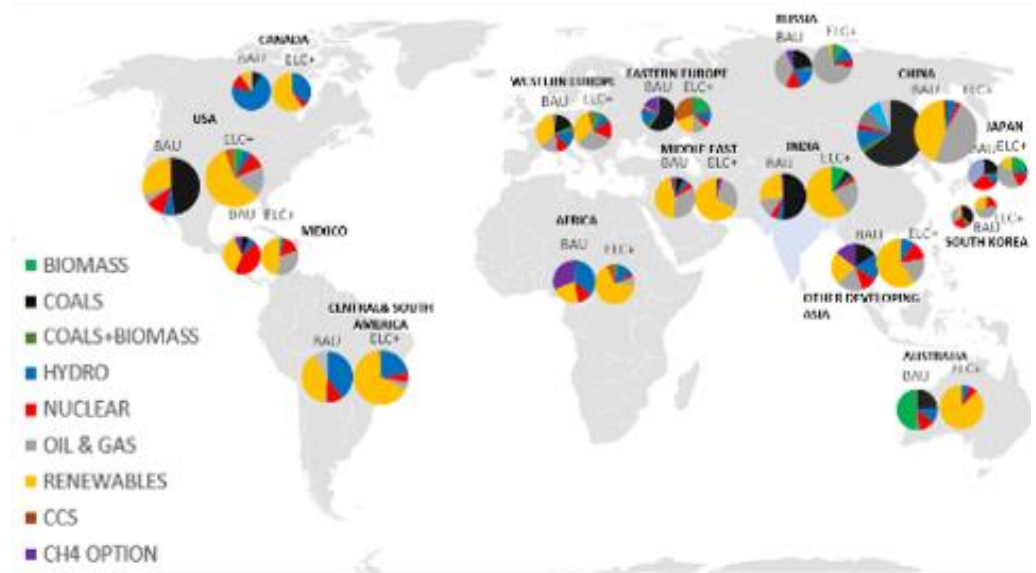 RUSSIA
BAU ELC+
CANADA
BAU ELC+
WESTERN EUROPE
BAU ELC+
EASTERN EUROPE
BAU ELC+
CHINA
BAU ELC+
USA
BAU ELC+
JAPAN
BAU ELC+
MIDDLE EAST
BAU ELC+
INDIA
BAU ELC+
BAU ELC+
MEXICO
AFRICA
BAU ELC+
BAU ELC+
SOUTH KOREA
BAU ELC+
OTHER DEVELOPING
ASIA
CENTRAL& SOUTH
AMERICA
BAU ELC+
AUSTRALIA
BAU ELC+
BIOMASS
COALS
COALS+BIOMASS
HYDRO
NUCLEAR
OIL & GAS
RENEWABLES
CCS
CH4 OPTION